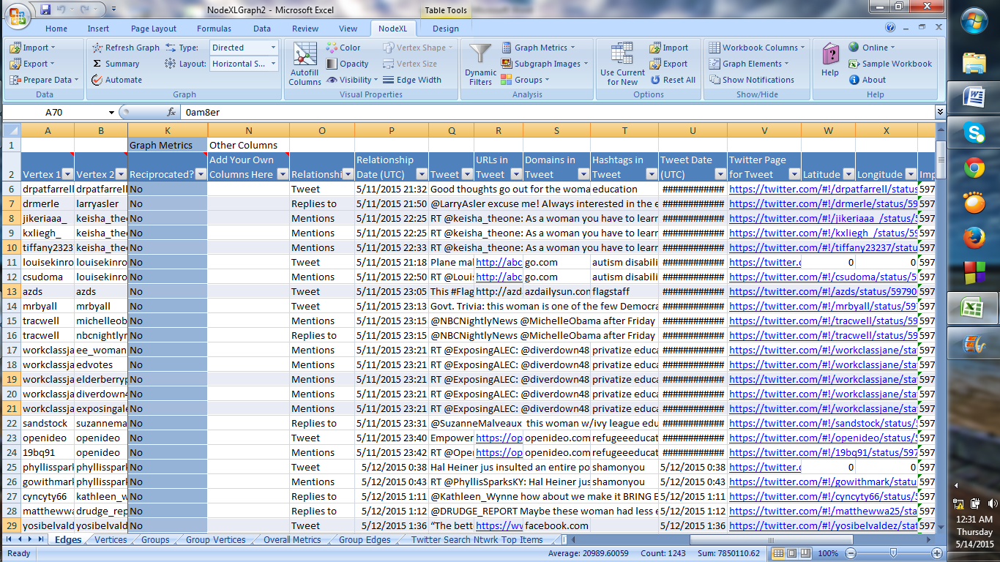 NodeXLGraph2 - Microsoft Excel Table Tools
Home Insert Page Layout Formulas Data Review View NodeXL Design
Import Refresh Graph Type: Directed Color Vertex Shape Graph Metrics Import Workbook Columns Online
Export Summary Layout: Horizontal S... Opacity Vertex Size Subgraph Images Export Graph Elements Sample Workbook
Prepare Data Automate Autofill Columns Visibility Edge Width Dynamic Filters Groups Use Current for New Reset All Show Notifications Help About
Data Graph Visual Properties Analysis Options Show/Hide Help
A70 fx 0am8er
A B K N O P Q R S T U V W X
1 Graph Metrics Other Columns
2 Vertex 1 Vertex 2 Reciprocated? Add Your Own Columns Here Relationshi Relationship Date (UTC) Tweet URLs in Tweet Domains in Tweet Hashtags in Tweet Tweet Date (UTC) Twitter Page for Tweet Latitude Longitude Imp
6 drpatfarrell drpatfarrell No Tweet 5/11/2015 21:32 Good thoughts go out for the woma education ############ https://twitter.com/#!/drpatfarrell/status 597
7 drmerle larryasler No Replies to 5/11/2015 21:50 @LarryAsler excuse me! Always interested in the e ############ https://twitter.com/#!/drmerle/status/59 597
8 jikeriaaa_ keisha_theo No Mentions 5/11/2015 22:25 RT @keisha_theone: As a woman you have to learn ############ https://twitter.com/#!/jikeriaaa_/status/5 597
9 kxliegh_ keisha_theo No Mentions 5/11/2015 22:25 RT @keisha_theone: As a woman you have to learn ############ https://twitter.com/#!/kxliegh_/status/59 597
10 tiffany2323 keisha_theo No Mentions 5/11/2015 22:33 RT @keisha_theone: As a woman you have to learn ############ https://twitter.com/#!/tiffany23237/statu 597
11 louisekinro louisekinro No Tweet 5/11/2015 21:18 Plane mal http://abc go.com autism disabili ############ https://twitter.c 0 0 597
12 csudoma louisekinro No Mentions 5/11/2015 22:50 RT @Louis http://abc go.com autism disabili ############ https://twitter.com/#!/csudoma/status/5 597
13 azds azds No Tweet 5/11/2015 23:05 This #Flag http://azda azdailysun.com flagstaff ############ https://twitter.com/#!/azds/status/59790 597
14 mrbyall mrbyall No Tweet 5/11/2015 23:13 Govt. Trivia: this woman is one of the few Democra ############ https://twitter.com/#!/mrbyall/status/59 597
15 tracwell michelleob No Mentions 5/11/2015 23:15 @NBCNightlyNews @MichelleObama after Friday ############ https://twitter.com/#!/tracwell/status/59 597
16 tracwell nbcnightlyn No Replies to 5/11/2015 23:15 @NBCNightlyNews @MichelleObama after Friday ############ https://twitter.com/#!/tracwell/status/59 597
17 workclassja ee_woman No Mentions 5/11/2015 23:21 RT @ExposingALEC: @diverdown48 privatize educa ############ https://twitter.com/#!/workclassjane/sta 597
18 workclassja edvotes No Mentions 5/11/2015 23:21 RT @ExposingALEC: @diverdown48 privatize educa ############ https://twitter.com/#!/workclassjane/sta 597
19 workclassja elderberryp No Mentions 5/11/2015 23:21 RT @ExposingALEC: @diverdown48 privatize educa ############ https://twitter.com/#!/workclassjane/sta 597
20 workclassja diverdown4 No Mentions 5/11/2015 23:21 RT @ExposingALEC: @diverdown48 privatize educa ############ https://twitter.com/#!/workclassjane/sta 597
21 workclassja exposingale No Mentions 5/11/2015 23:21 RT @ExposingALEC: @diverdown48 privatize educa ############ https://twitter.com/#!/workclassjane/sta 597
22 sandstock suzannema No Replies to 5/11/2015 23:31 @SuzanneMalveaux this woman w/ivy league edu ############ https://twitter.com/#!/sandstock/status/ 597
23 openideo openideo No Tweet 5/11/2015 23:40 Empower https://op openideo.com refugeeeducat ############ https://twitter.com/#!/openideo/status/5 597
24 19bq91 openideo No Mentions 5/11/2015 23:42 RT @Oper https://op openideo.com refugeeeducat ############ https://twitter.com/#!/19bq91/status/597 597
25 phyllisspark phyllisspark No Tweet 5/12/2015 0:38 Hal Heiner jus insulted an entire po shamonyou 5/12/2015 0:38 https://twitter.c 0 0 597
26 gowithmark phyllisspark No Mentions 5/12/2015 0:43 RT @PhyllisSparksKY: Hal Heiner jus shamonyou 5/12/2015 0:43 https://twitter.com/#!/gowithmark/statu 597
27 cyncyty66 kathleen_w No Replies to 5/12/2015 1:11 @Kathleen_Wynne how about we make it BRING E 5/12/2015 1:11 https://twitter.com/#!/cyncyty66/status/ 597
28 matthewwa drudge_rep No Replies to 5/12/2015 1:12 @DRUDGE_REPORT Maybe these woman had less e 5/12/2015 1:12 https://twitter.com/#!/matthewwa25/stat 597
29 yosibelvald yosibelvald No Tweet 5/12/2015 1:36 “The bett https://ww facebook.com 5/12/2015 1:36 https://twitter.com/#!/yosibelvaldez/stat 597
Edges Vertices Groups Group Vertices Overall Metrics Group Edges Twitter Search Ntwrk Top Items
Ready Average: 20989.60059 Count: 1243 Sum: 7850110.62 100%
12:31 AM
Thursday
5/14/2015